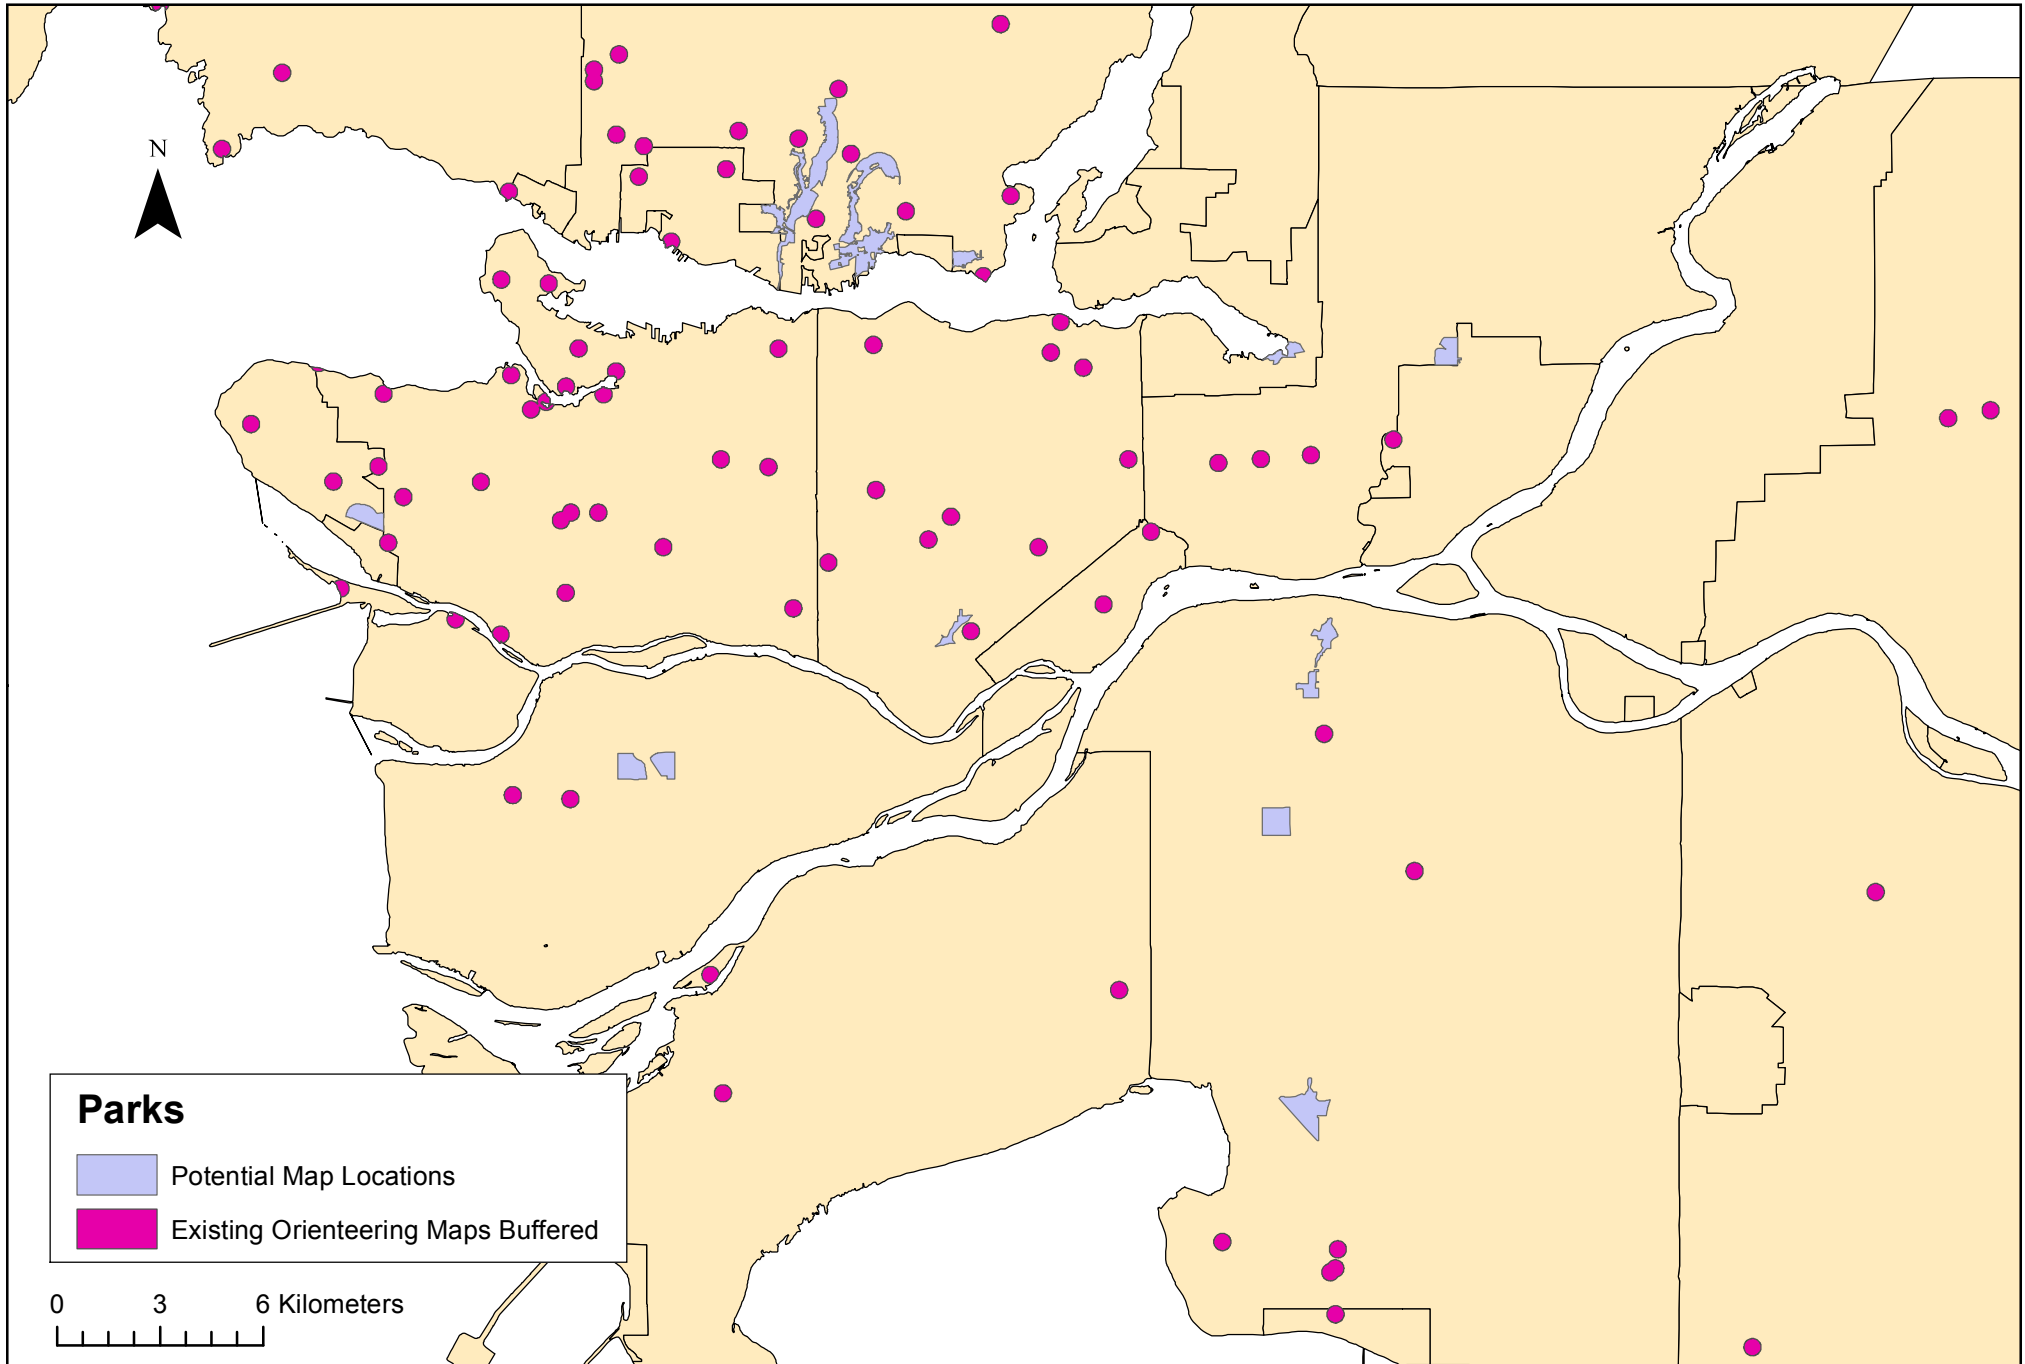 N
Parks
Potential Map Locations
Existing Orienteering Maps Buffered
0 3 6 Kilometers